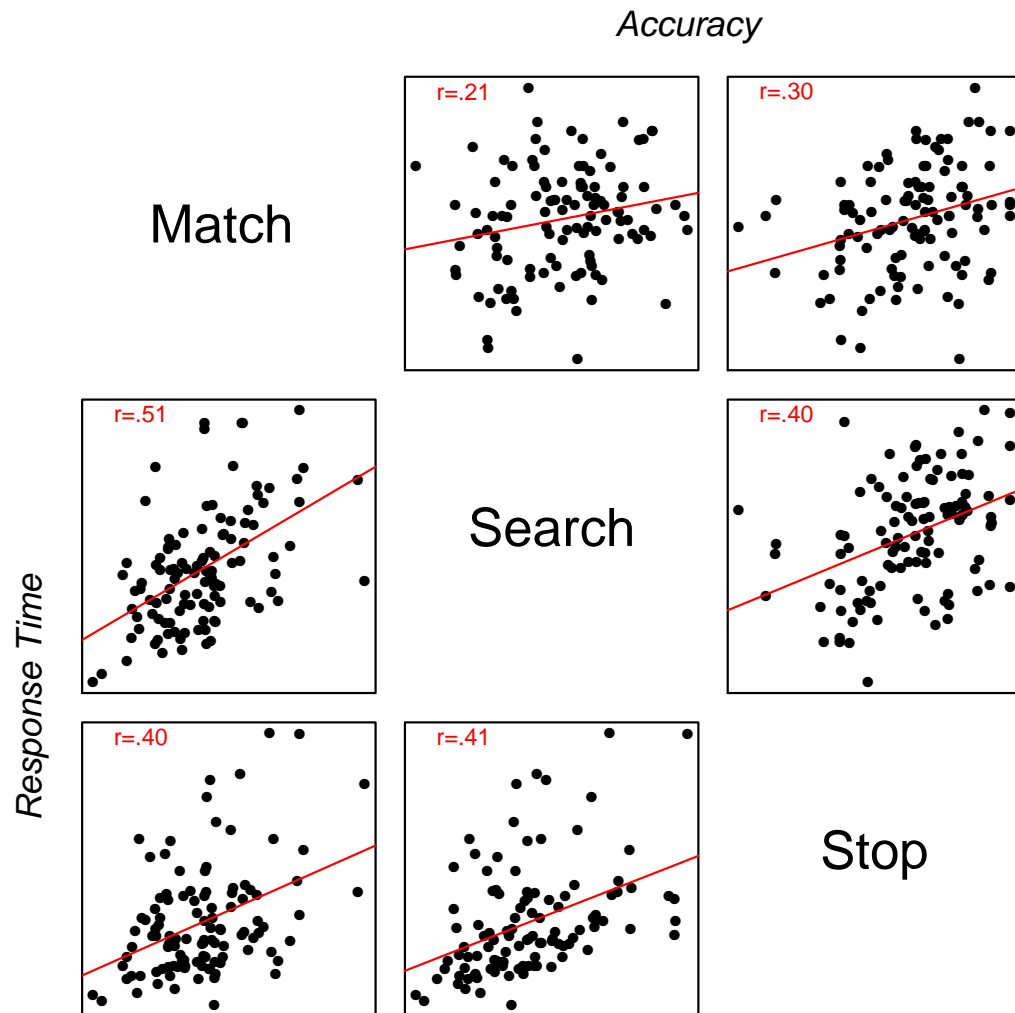 Accuracy
r=.21
r=.30
Match
r=.51
r=.40
Search
Response Time
r=.40
r=.41
Stop